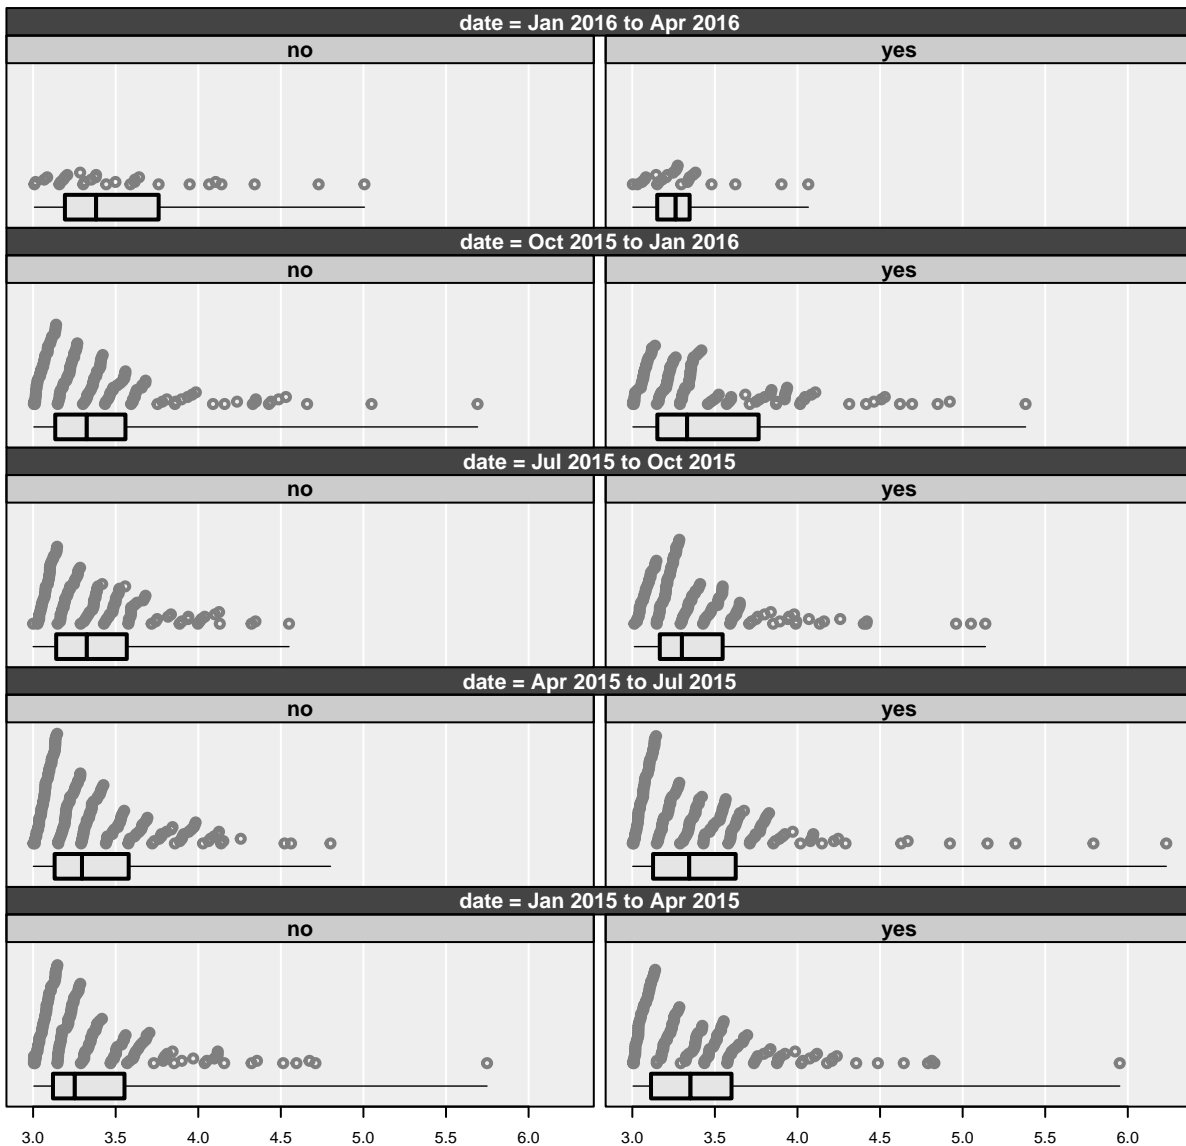 date = Jan 2016 to Apr 2016
no yes
date = Oct 2015 to Jan 2016
no yes
date = Jul 2015 to Oct 2015
no yes
date = Apr 2015 to Jul 2015
no yes
date = Jan 2015 to Apr 2015
no yes
3.0 3.5 4.0 4.5 5.0 5.5 6.0 3.0 3.5 4.0 4.5 5.0 5.5 6.0